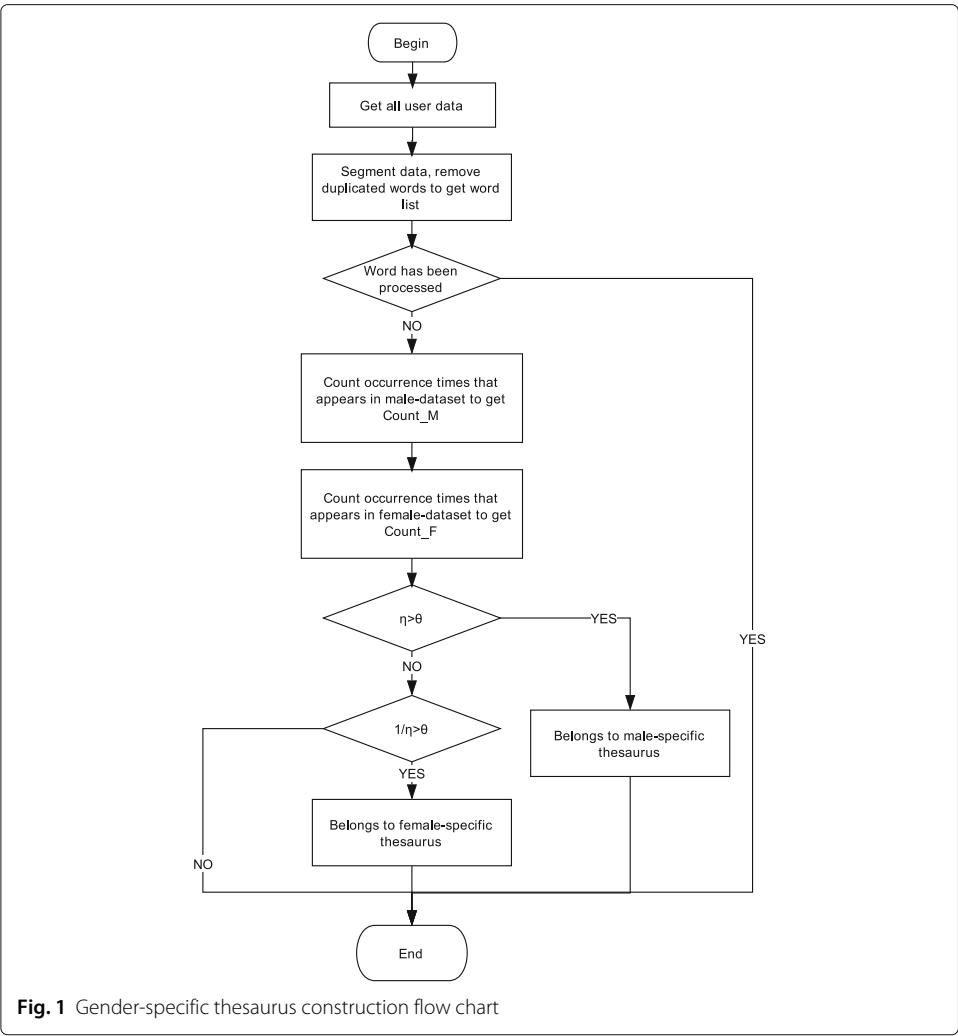 Begin
Get all user data
Segment data, remove
duplicated words to get word
list
Word has been
processed
NO
Count occurrence times that
appears in male-dataset to get
Count_M
Count occurrence times that
appears in female-dataset to get
Count_F
η>θ
YES
YES
NO
1/η>θ
Belongs to male-specific
thesaurus
YES
Belongs to female-specific
thesaurus
NO
End
Fig. 1 Gender-specific thesaurus construction flow chart